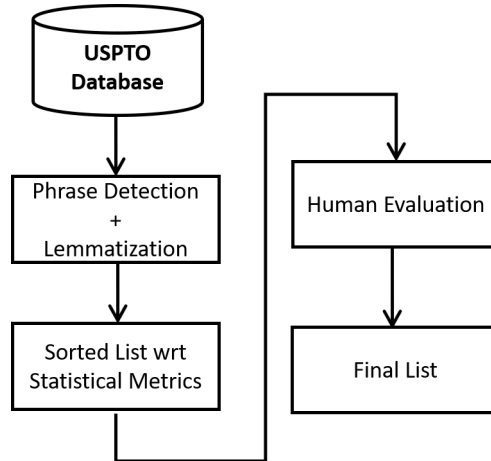 USPTO
Database
Phrase Detection
+
Lemmatization
Sorted List wrt
Statistical Metrics
Human Evaluation
Final List